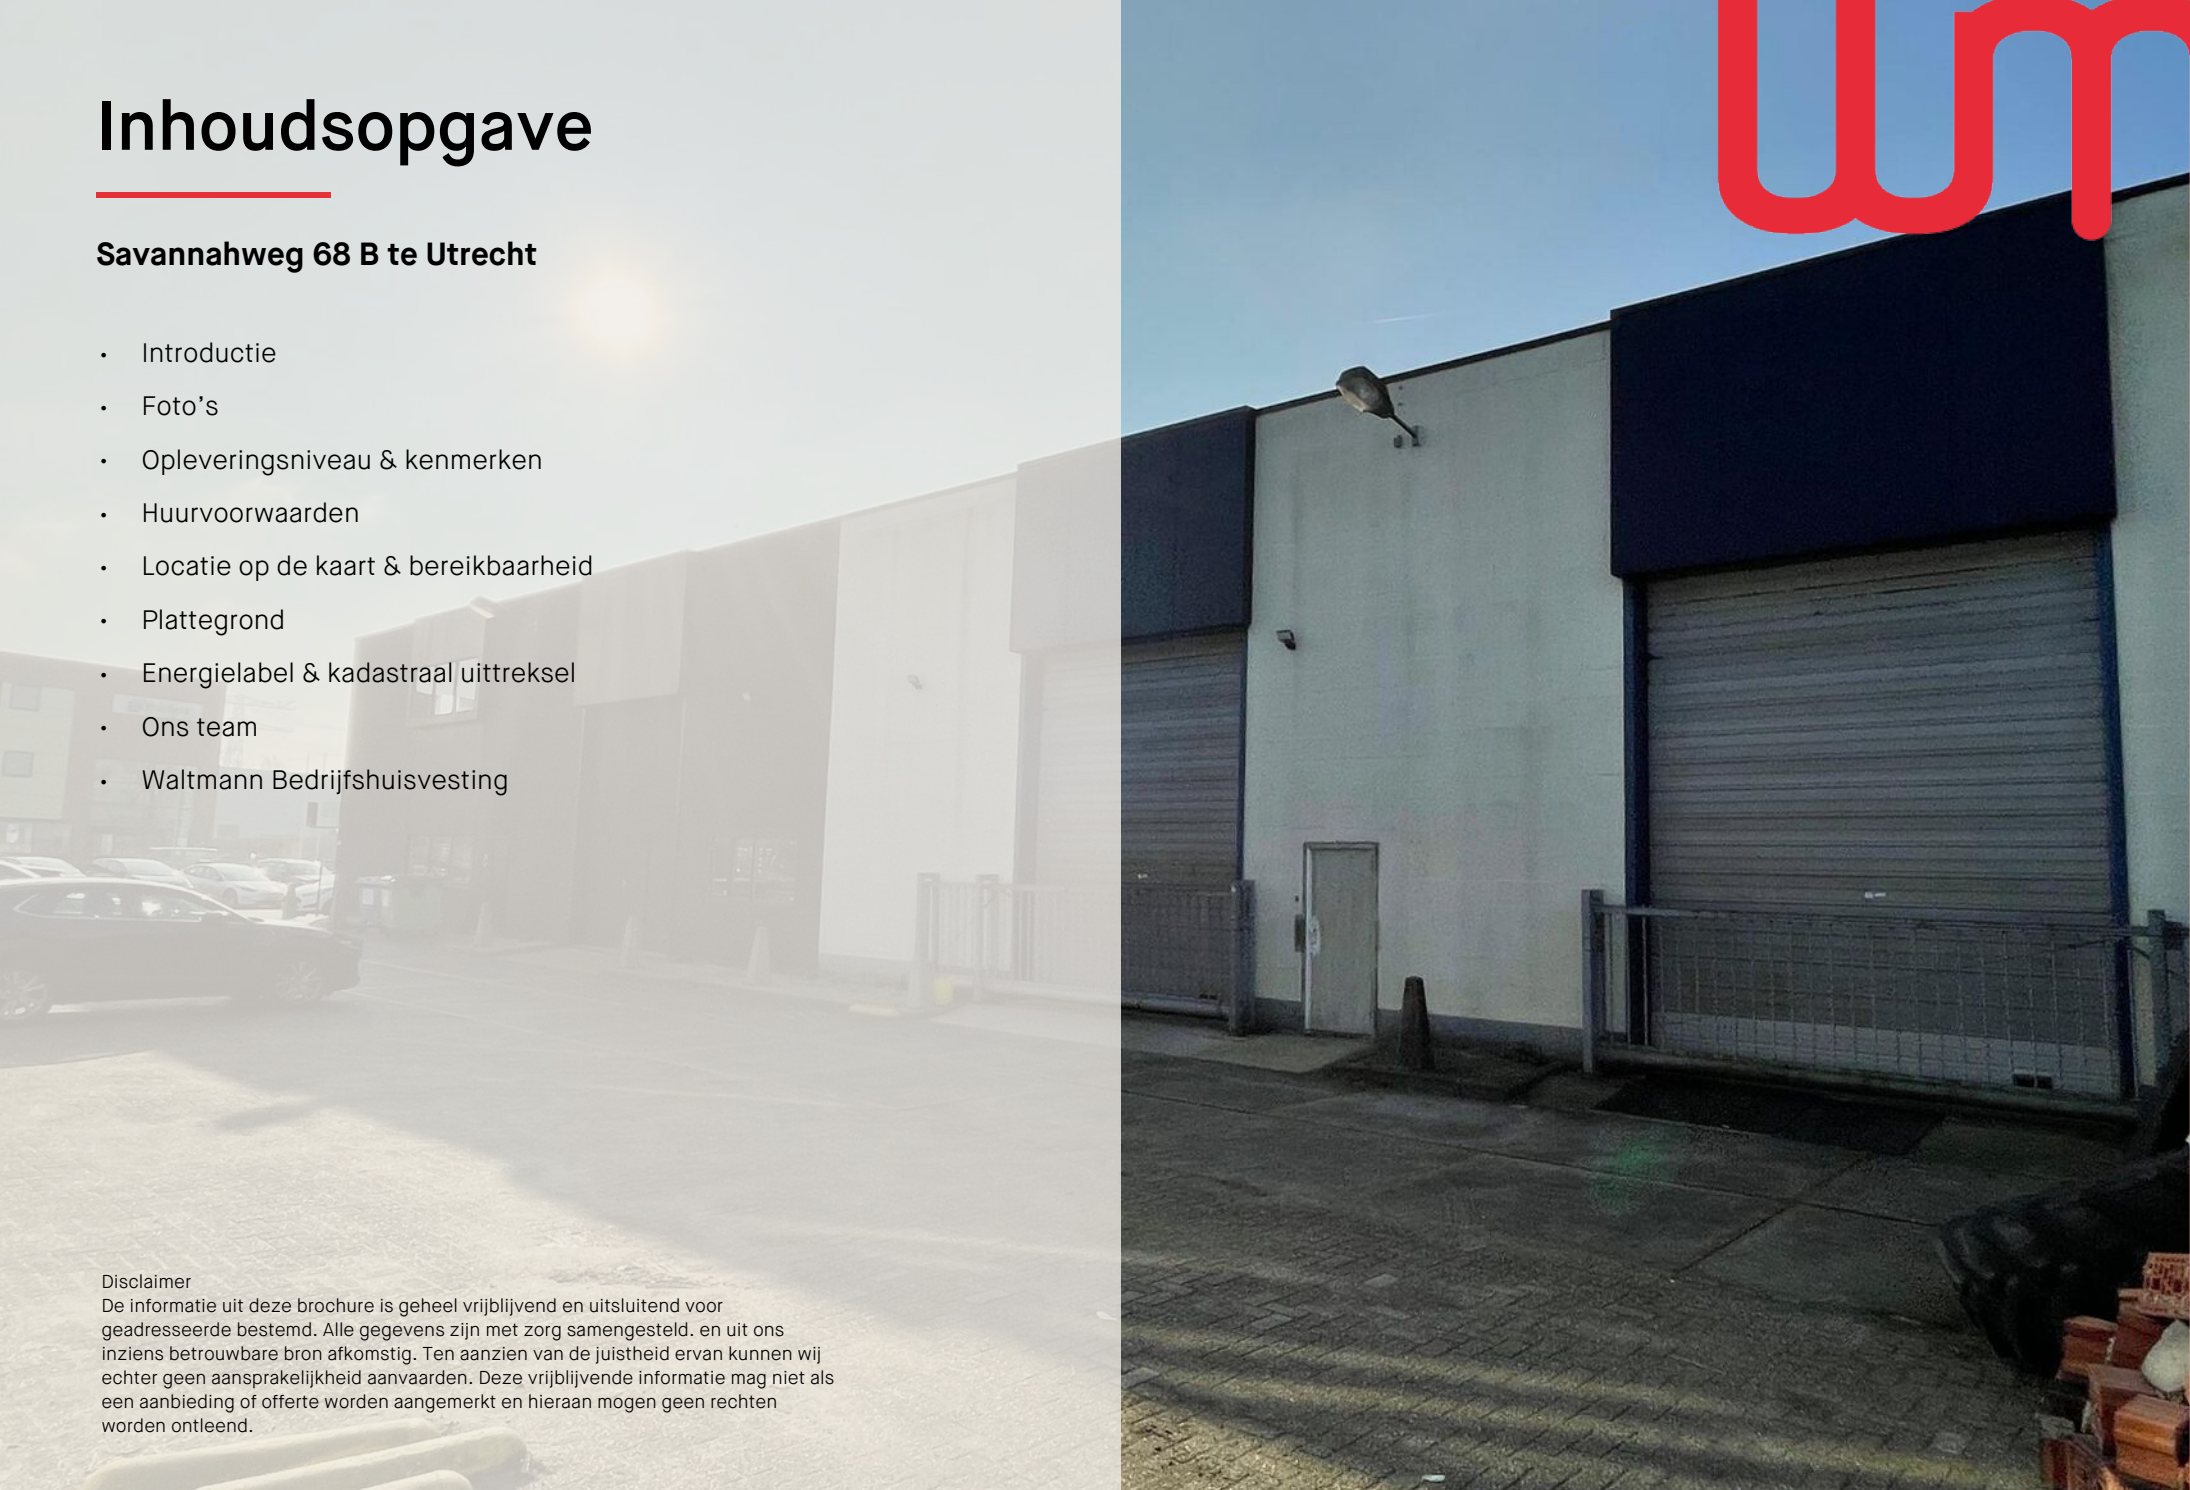 wm
Inhoudsopgave
Savannahweg 68 B te Utrecht
• Introductie
• Foto’s
• Opleveringsniveau & kenmerken
• Huurvoorwaarden
• Locatie op de kaart & bereikbaarheid
• Plattegrond
• Energielabel & kadastraal uittreksel
• Ons team
• Waltmann Bedrijfshuisvesting
Disclaimer
De informatie uit deze brochure is geheel vrijblijvend en uitsluitend voor
geadresseerde bestemd. Alle gegevens zijn met zorg samengesteld. en uit ons
inziens betrouwbare bron afkomstig. Ten aanzien van de juistheid ervan kunnen wij
echter geen aansprakelijkheid aanvaarden. Deze vrijblijvende informatie mag niet als
een aanbieding of offerte worden aangemerkt en hieraan mogen geen rechten
worden ontleend.